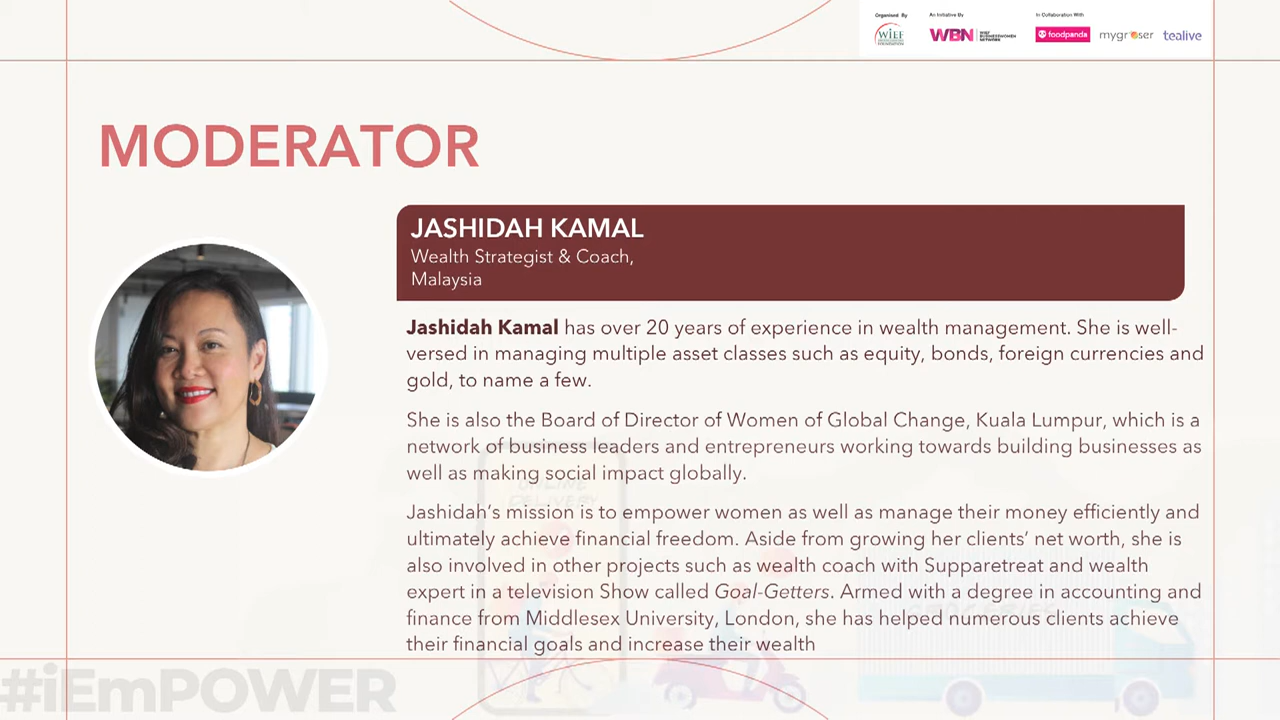 Organised By
An Initiative By
In Collaboration With
WIEF
FOUNDATION
WBN
WIEF
BUSINESSWOMEN
NETWORK
foodpanda
mygroser
tealive
MODERATOR
JASHIDAH KAMAL
Wealth Strategist & Coach,
Malaysia
Jashidah Kamal has over 20 years of experience in wealth management. She is well-
versed in managing multiple asset classes such as equity, bonds, foreign currencies and
gold, to name a few.
She is also the Board of Director of Women of Global Change, Kuala Lumpur, which is a
network of business leaders and entrepreneurs working towards building businesses as
well as making social impact globally.
ONLINE
DELIVERY
Jashidah’s mission is to empower women as well as manage their money efficiently and
ultimately achieve financial freedom. Aside from growing her clients’ net worth, she is
also involved in other projects such as wealth coach with Supparetreat and wealth
expert in a television Show called Goal-Getters. Armed with a degree in accounting and
finance from Middlesex University, London, she has helped numerous clients achieve
their financial goals and increase their wealth
GROCERIES
#iEmPOWER